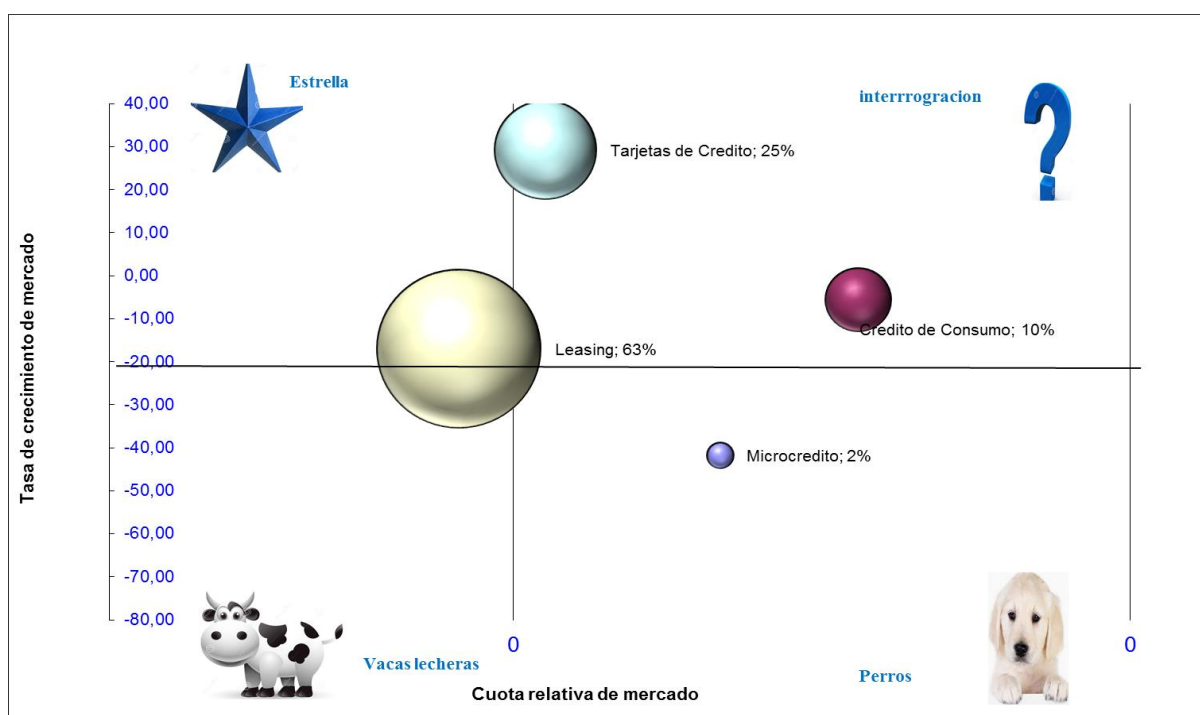 Estrella
interrrogracion
40,00
30,00
Tarjetas de Credito; 25%
20,00
10,00
0,00
-10,00
Credito de Consumo; 10%
Leasing; 63%
-20,00
-30,00
-40,00
Microcredito; 2%
-50,00
-60,00
-70,00
-80,00
Tasa de crecimiento de mercado
0
0
Vacas lecheras
Perros
Cuota relativa de mercado